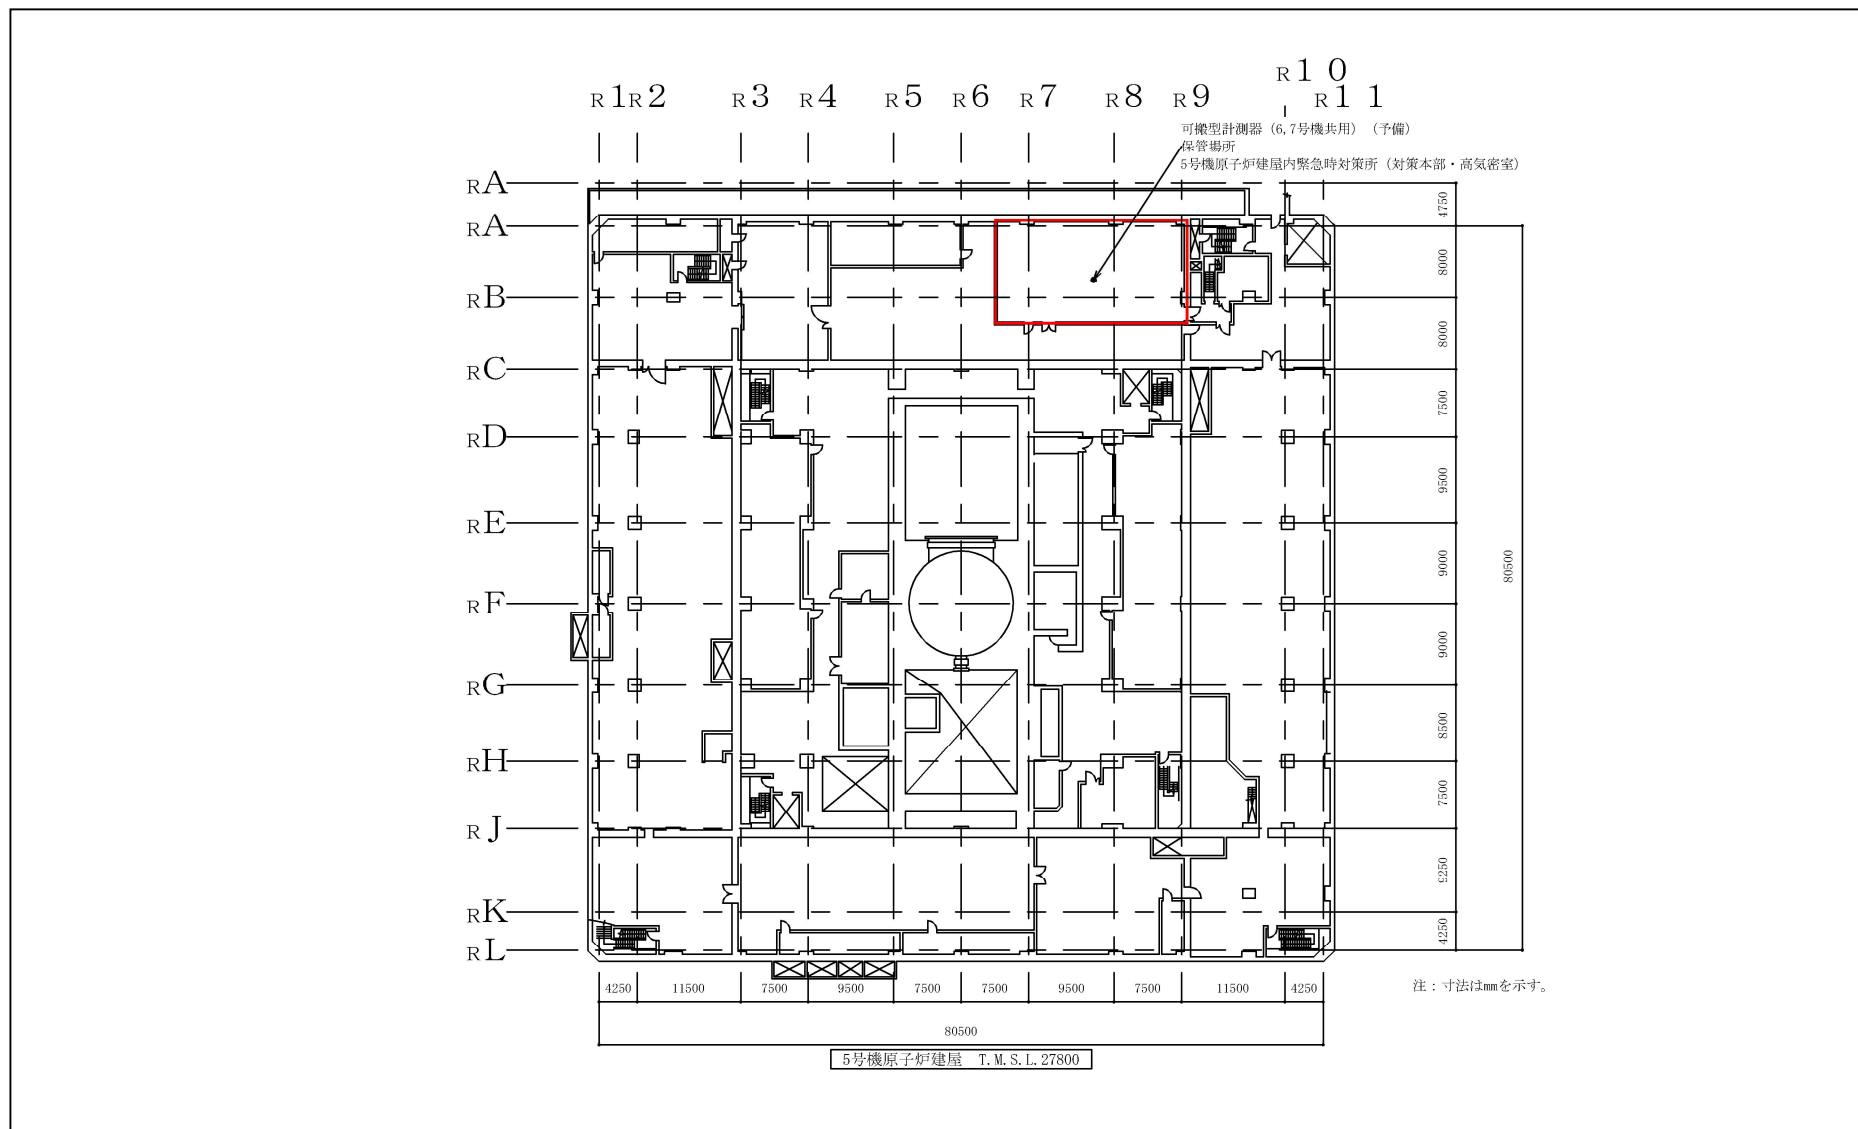 R10
R1 R2 R3 R4 R5 R6 R7 R8 R9 R11
可搬型計測器（6,7号機共用）（予備）
保管場所
5号機原子炉建屋内緊急時対策所（対策本部・高気密室）
RA
4750
RA
8000
RB
8000
RC
7500
RD
9500
RE
9000
80500
RF
9000
RG
8500
RH
7500
RJ
9250
RK
4250
RL
4250 11500 7500 9500 7500 7500 9500 7500 11500 4250
注：寸法は㎜を示す。
80500
5号機原子炉建屋　T.M.S.L.27800